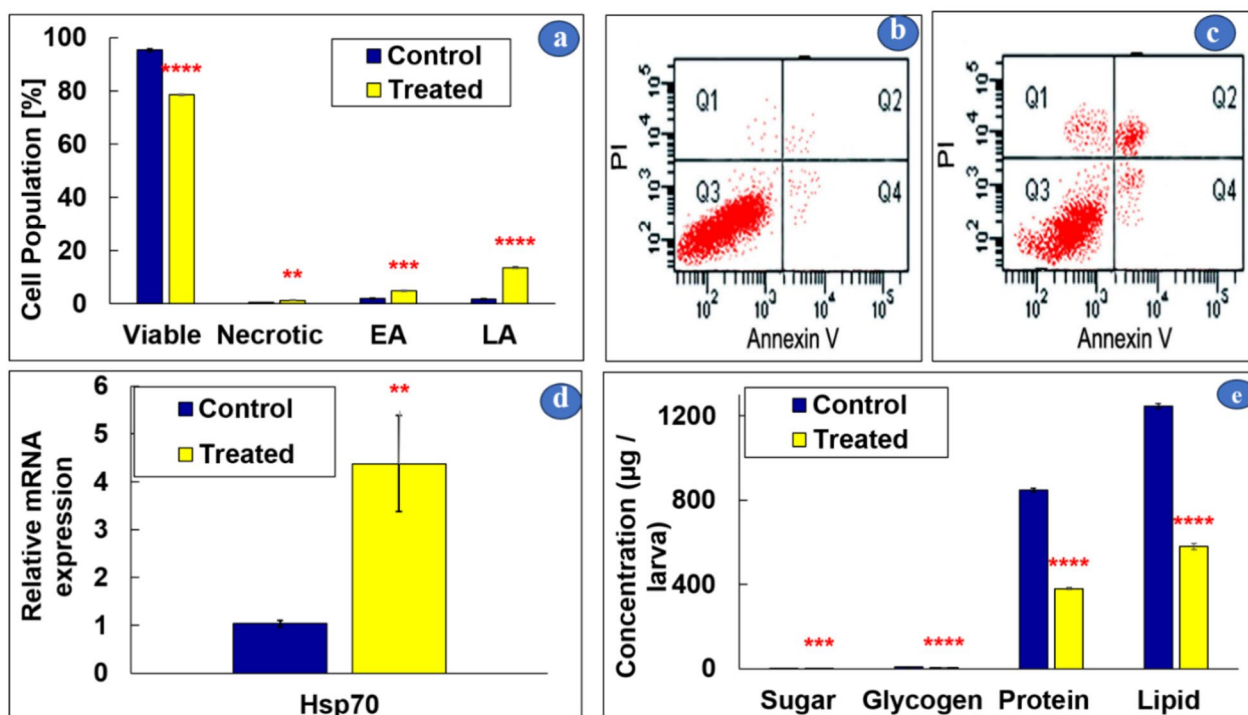 a
Control
Treated
Cell Population [%]
100
80
60
40
20
0
****
**
***
****
Viable Necrotic EA LA
b
PI
10^5
10^4
10^3
10^2
Q1 Q2
Q3 Q4
10^2 10^3 10^4 10^5
Annexin V
c
PI
10^5
10^4
10^3
10^2
Q1 Q2
Q3 Q4
10^2 10^3 10^4 10^5
Annexin V
d
Control
Treated
Relative mRNA
expression
6
5
4
3
2
1
0
**
Hsp70
e
Control
Treated
Concentration (µg /
larva)
1200
800
400
0
***
****
****
****
Sugar Glycogen Protein Lipid